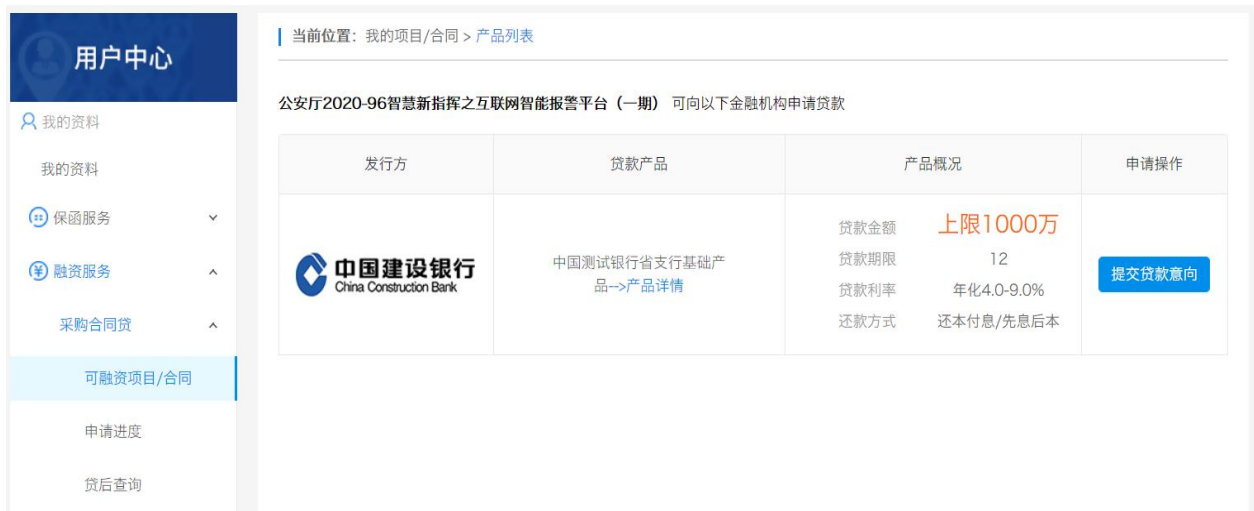 用户中心
我的资料
我的资料
保函服务
融资服务
采购合同贷
可融资项目/合同
申请进度
贷后查询
当前位置：我的项目/合同 > 产品列表
公安厅2020-96智慧新指挥之互联网智能报警平台（一期） 可向以下金融机构申请贷款
发行方 贷款产品 产品概况 申请操作
中国建设银行
China Construction Bank
中国测试银行省支行基础产
品-->产品详情
贷款金额 上限1000万
贷款期限 12
贷款利率 年化4.0-9.0%
还款方式 还本付息/先息后本
提交贷款意向